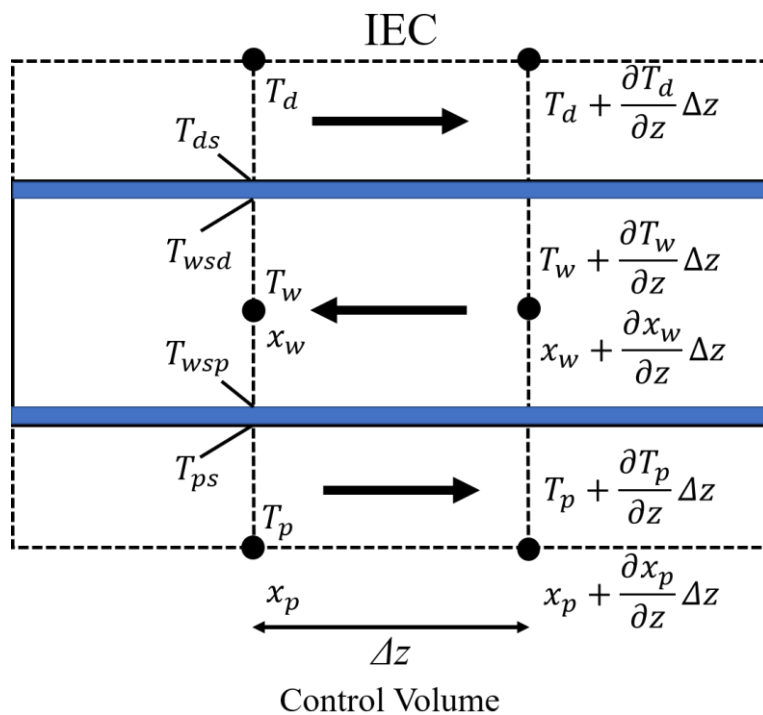 IEC
T_d
T_d + ∂T_d/∂z Δz
T_ds
T_wsd
T_w
T_w + ∂T_w/∂z Δz
x_w
x_w + ∂x_w/∂z Δz
T_wsp
T_ps
T_p
T_p + ∂T_p/∂z Δz
x_p
x_p + ∂x_p/∂z Δz
Δz
Control Volume